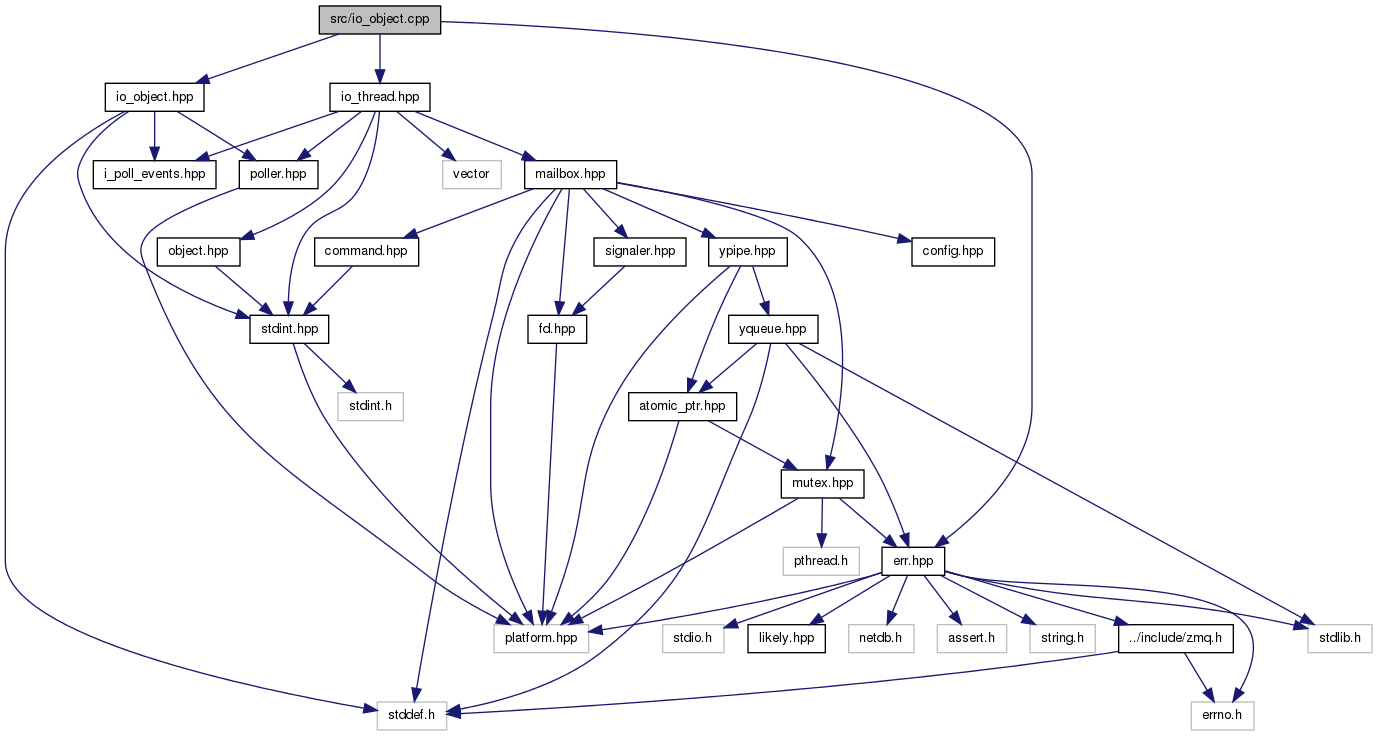 src/io_object.cpp
io_object.hpp
io_thread.hpp
i_poll_events.hpp
poller.hpp
vector
mailbox.hpp
object.hpp
command.hpp
signaler.hpp
ypipe.hpp
config.hpp
stdint.hpp
fd.hpp
yqueue.hpp
stdint.h
atomic_ptr.hpp
mutex.hpp
pthread.h
err.hpp
platform.hpp
stdio.h
likely.hpp
netdb.h
assert.h
string.h
../include/zmq.h
stdlib.h
stddef.h
errno.h